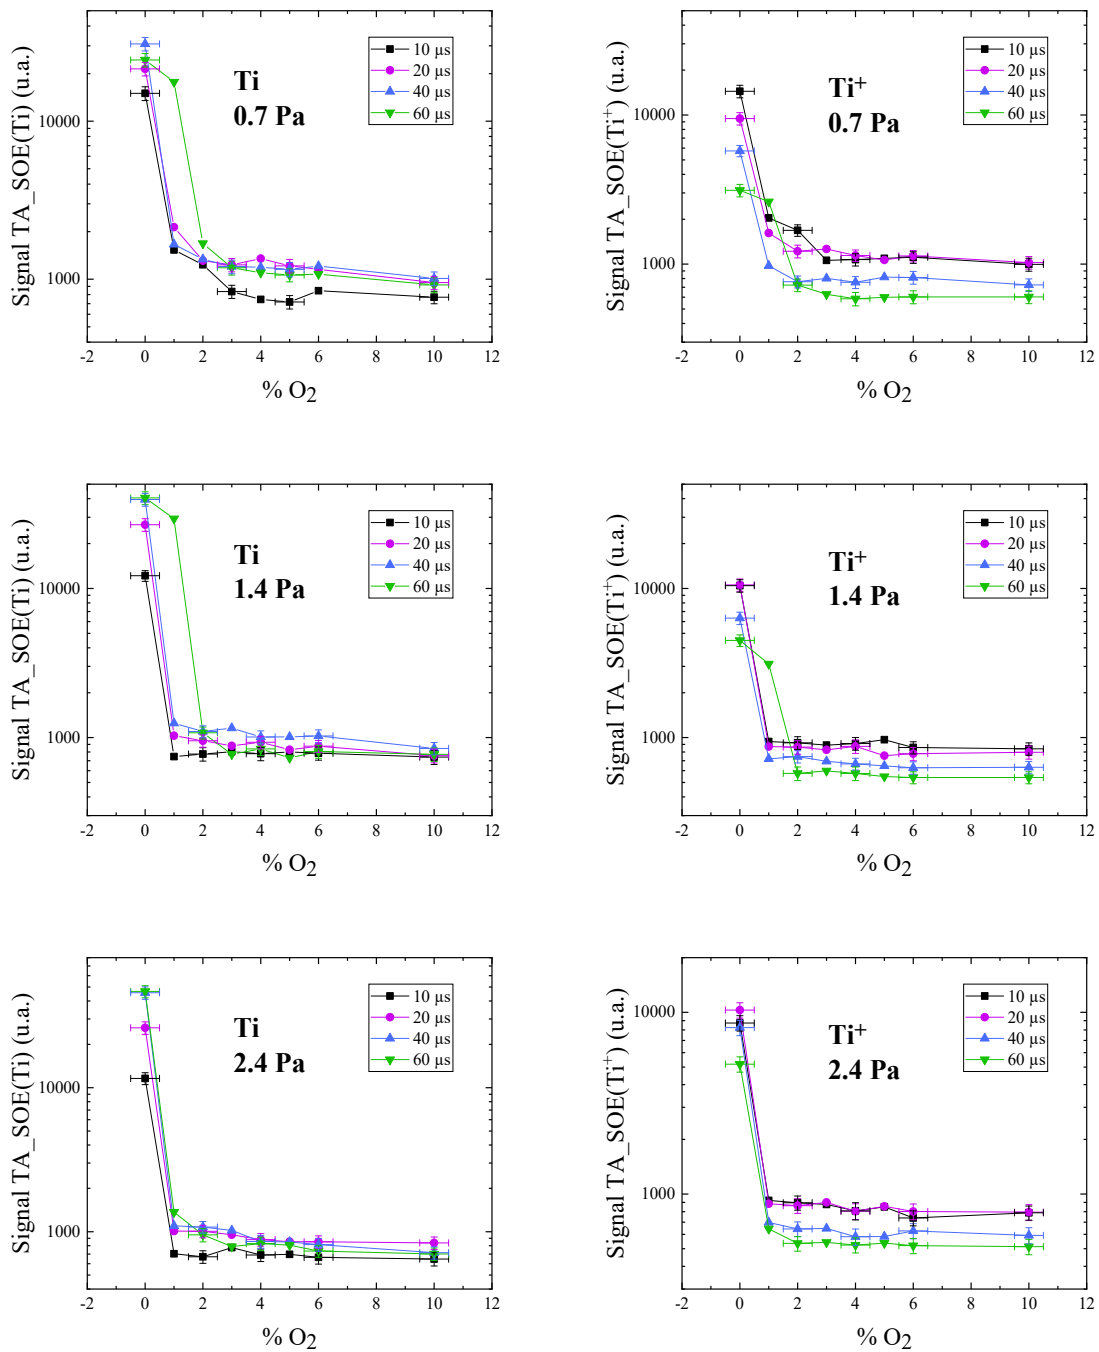 Signal TA_SOE(Ti) (u.a.)
10000
1000
Ti
0.7 Pa
10 µs
20 µs
40 µs
60 µs
-2 0 2 4 6 8 10 12
% O2
Signal TA_SOE(Ti+) (u.a.)
10000
1000
Ti+
0.7 Pa
10 µs
20 µs
40 µs
60 µs
-2 0 2 4 6 8 10 12
% O2
Signal TA_SOE(Ti) (u.a.)
10000
1000
Ti
1.4 Pa
10 µs
20 µs
40 µs
60 µs
-2 0 2 4 6 8 10 12
% O2
Signal TA_SOE(Ti+) (u.a.)
10000
1000
Ti+
1.4 Pa
10 µs
20 µs
40 µs
60 µs
-2 0 2 4 6 8 10 12
% O2
Signal TA_SOE(Ti) (u.a.)
10000
1000
Ti
2.4 Pa
10 µs
20 µs
40 µs
60 µs
-2 0 2 4 6 8 10 12
% O2
Signal TA_SOE(Ti+) (u.a.)
10000
1000
Ti+
2.4 Pa
10 µs
20 µs
40 µs
60 µs
-2 0 2 4 6 8 10 12
% O2